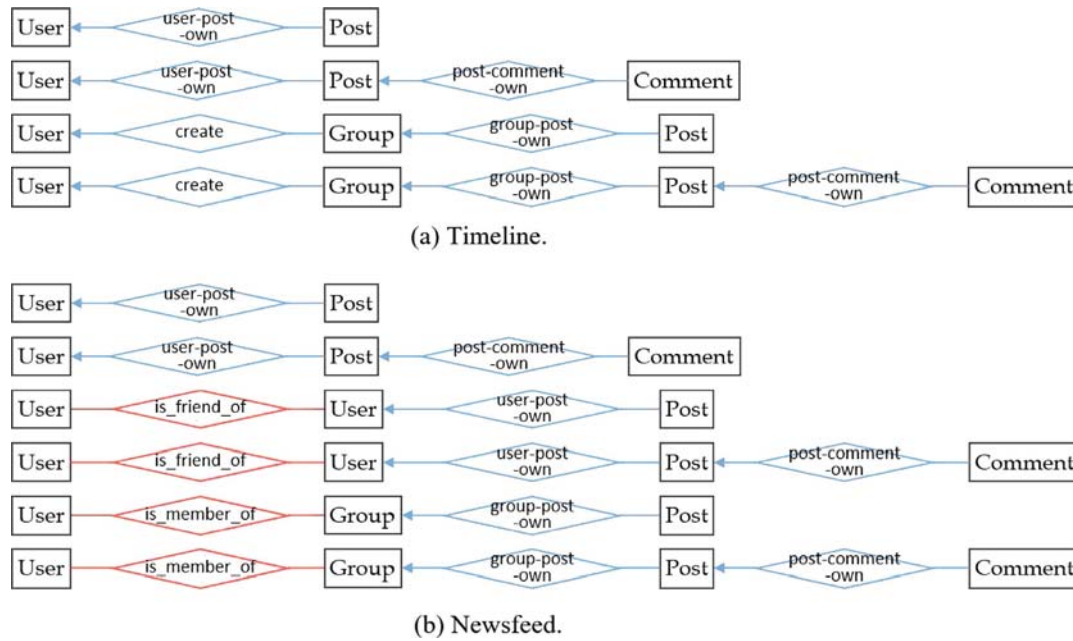 User user-post -own Post
User user-post -own Post post-comment -own Comment
User create Group group-post -own Post
User create Group group-post -own Post post-comment -own Comment
(a) Timeline.
User user-post -own Post
User user-post -own Post post-comment -own Comment
User is_friend_of User user-post -own Post
User is_friend_of User user-post -own Post post-comment -own Comment
User is_member_of Group group-post -own Post
User is_member_of Group group-post -own Post post-comment -own Comment
(b) Newsfeed.